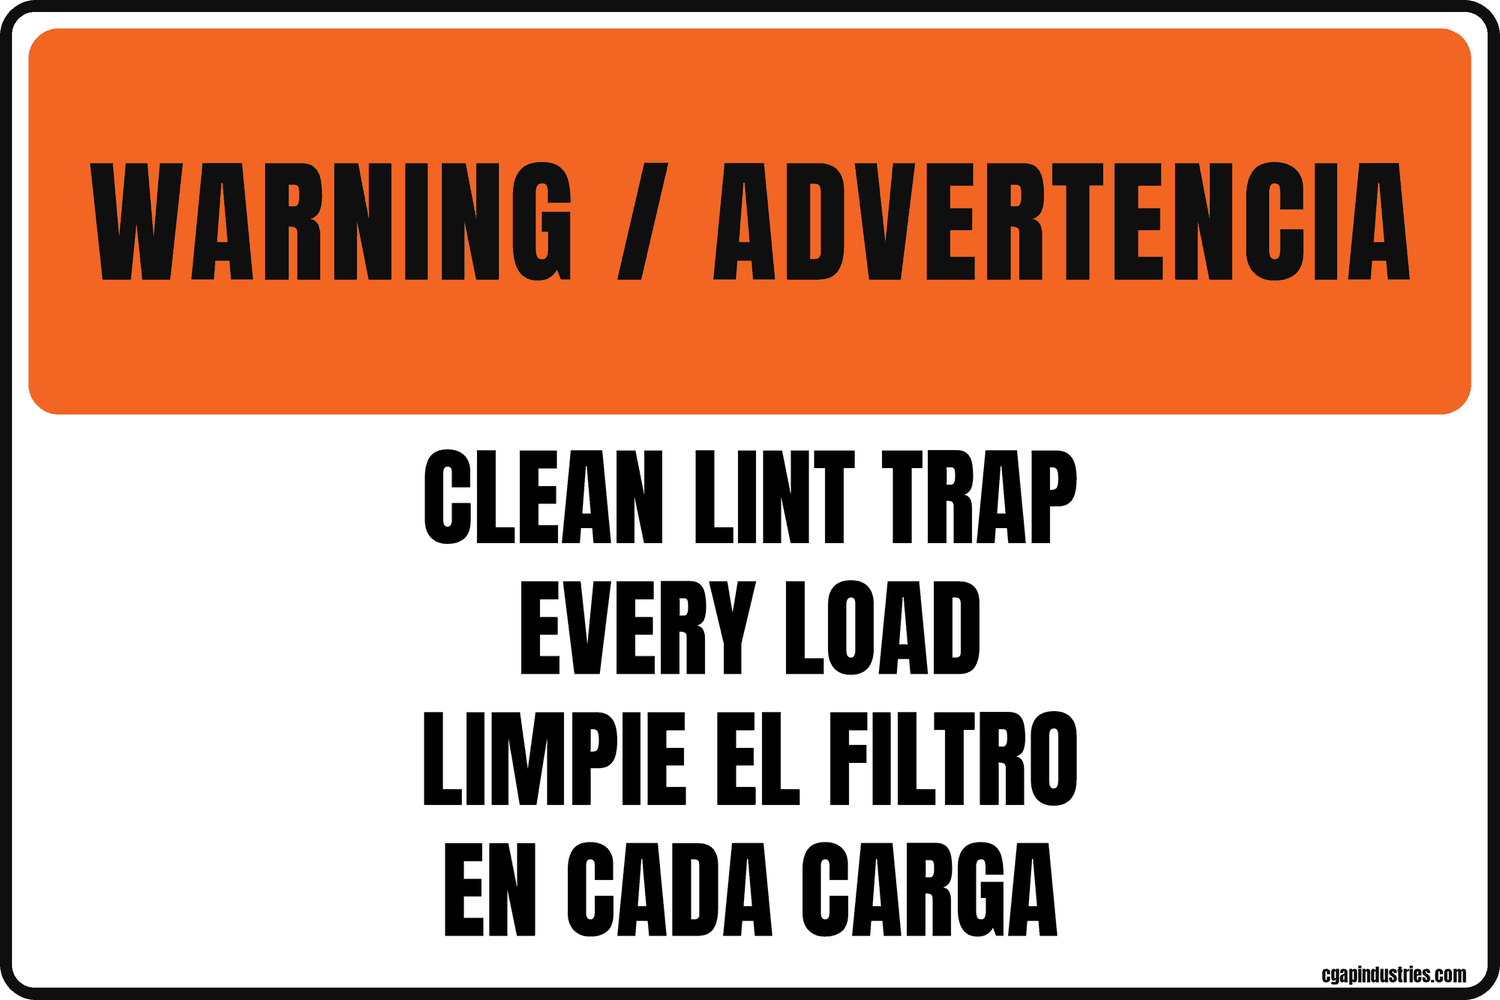 WARNING / ADVERTENCIA
CLEAN LINT TRAP
EVERY LOAD
LIMPIE EL FILTRO
EN CADA CARGA
cgapindustries.com